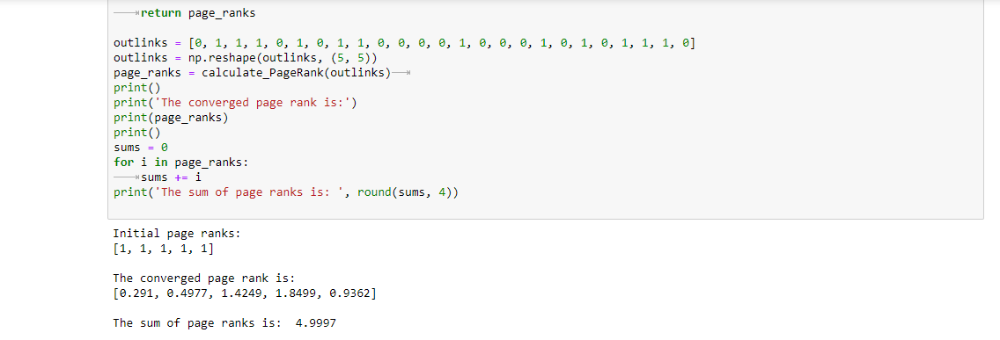 return page_ranks
outlinks = [0, 1, 1, 1, 0, 1, 0, 1, 1, 0, 0, 0, 0, 1, 0, 0, 0, 1, 0, 1, 0, 1, 1, 1, 0]
outlinks = np.reshape(outlinks, (5, 5))
page_ranks = calculate_PageRank(outlinks)
print()
print('The converged page rank is:')
print(page_ranks)
print()
sums = 0
for i in page_ranks:
sums += i
print('The sum of page ranks is: ', round(sums, 4))
Initial page ranks:
[1, 1, 1, 1, 1]
The converged page rank is:
[0.291, 0.4977, 1.4249, 1.8499, 0.9362]
The sum of page ranks is:  4.9997